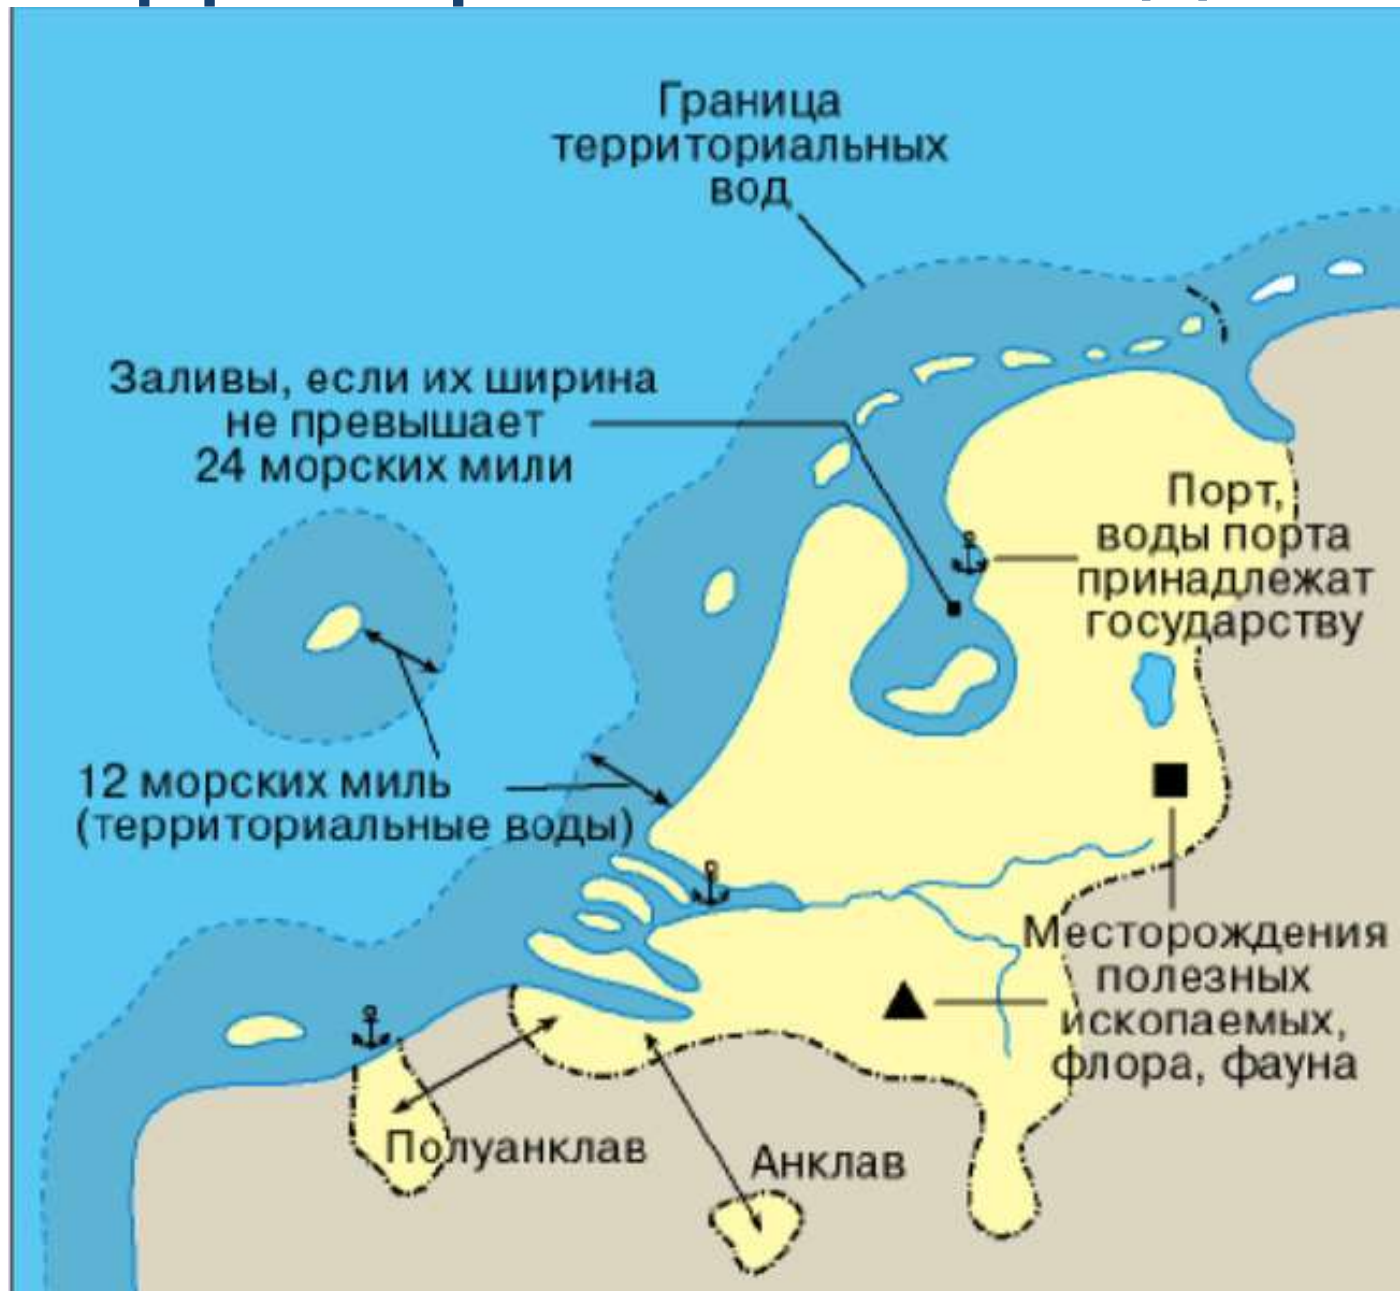 Граница
территориальных
вод
Заливы, если их ширина
не превышает
24 морских мили
Порт,
воды порта
принадлежат
государству
12 морских миль
(территориальные воды)
Месторождения
полезных
ископаемых,
флора, фауна
Полуанклав
Анклав